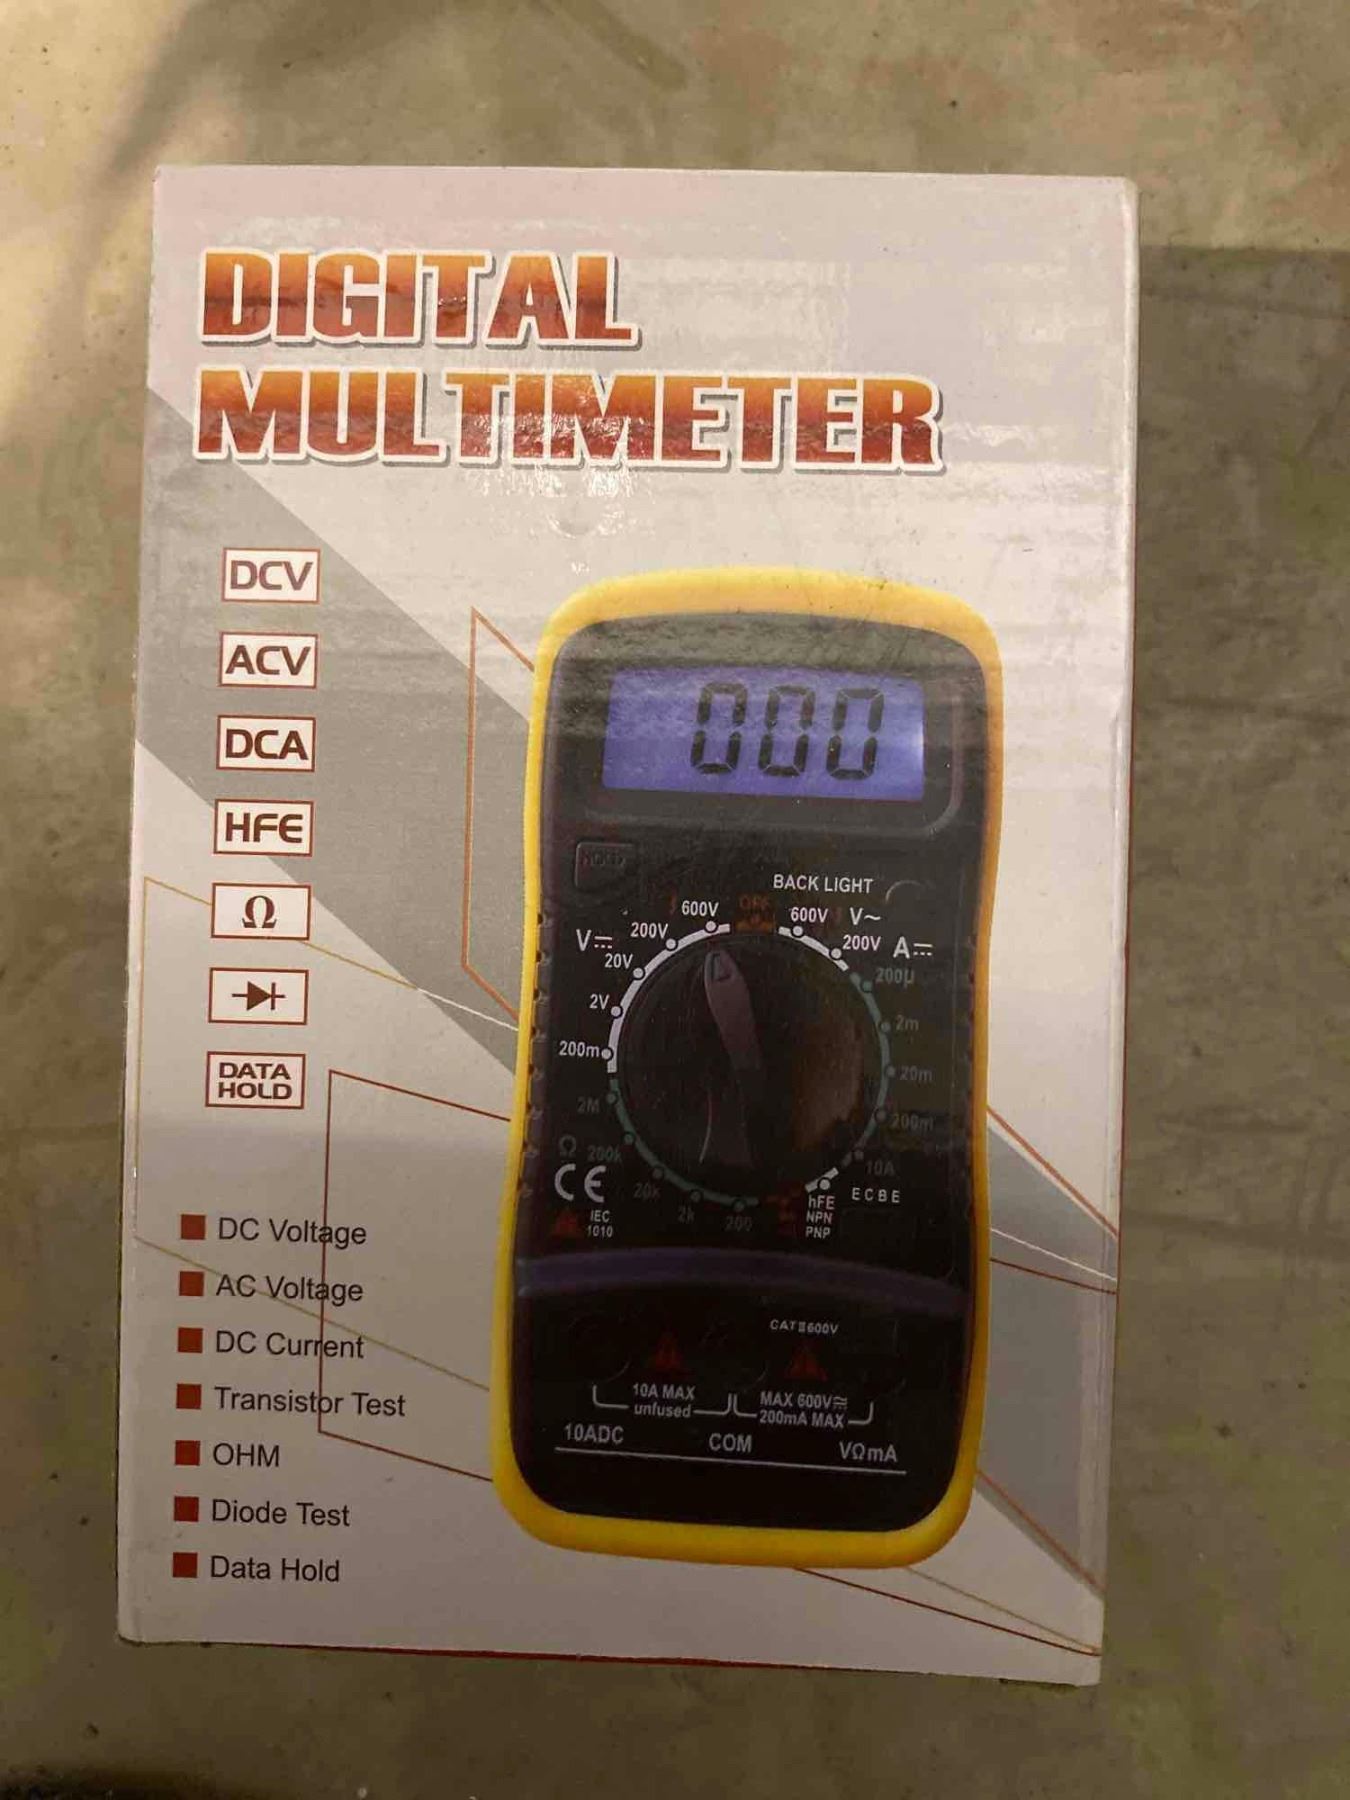 DIGITAL
MULTIMETER
DCV
ACV
DCA
HFE
Ω
DATA
HOLD
DC Voltage
AC Voltage
DC Current
Transistor Test
OHM
Diode Test
Data Hold
000
HOLD
BACK LIGHT
OFF
600V
600V V~
200V
200V A⎓
V⎓
20V
200µ
2V
2m
200m
20m
2M
200m
Ω 200k
10A
20k
2k
200
hFE
NPN
PNP
E C B E
CE
IEC
1010
CAT II 600V
10A MAX
unfused
MAX 600V≂
200mA MAX
10ADC
COM
VΩmA